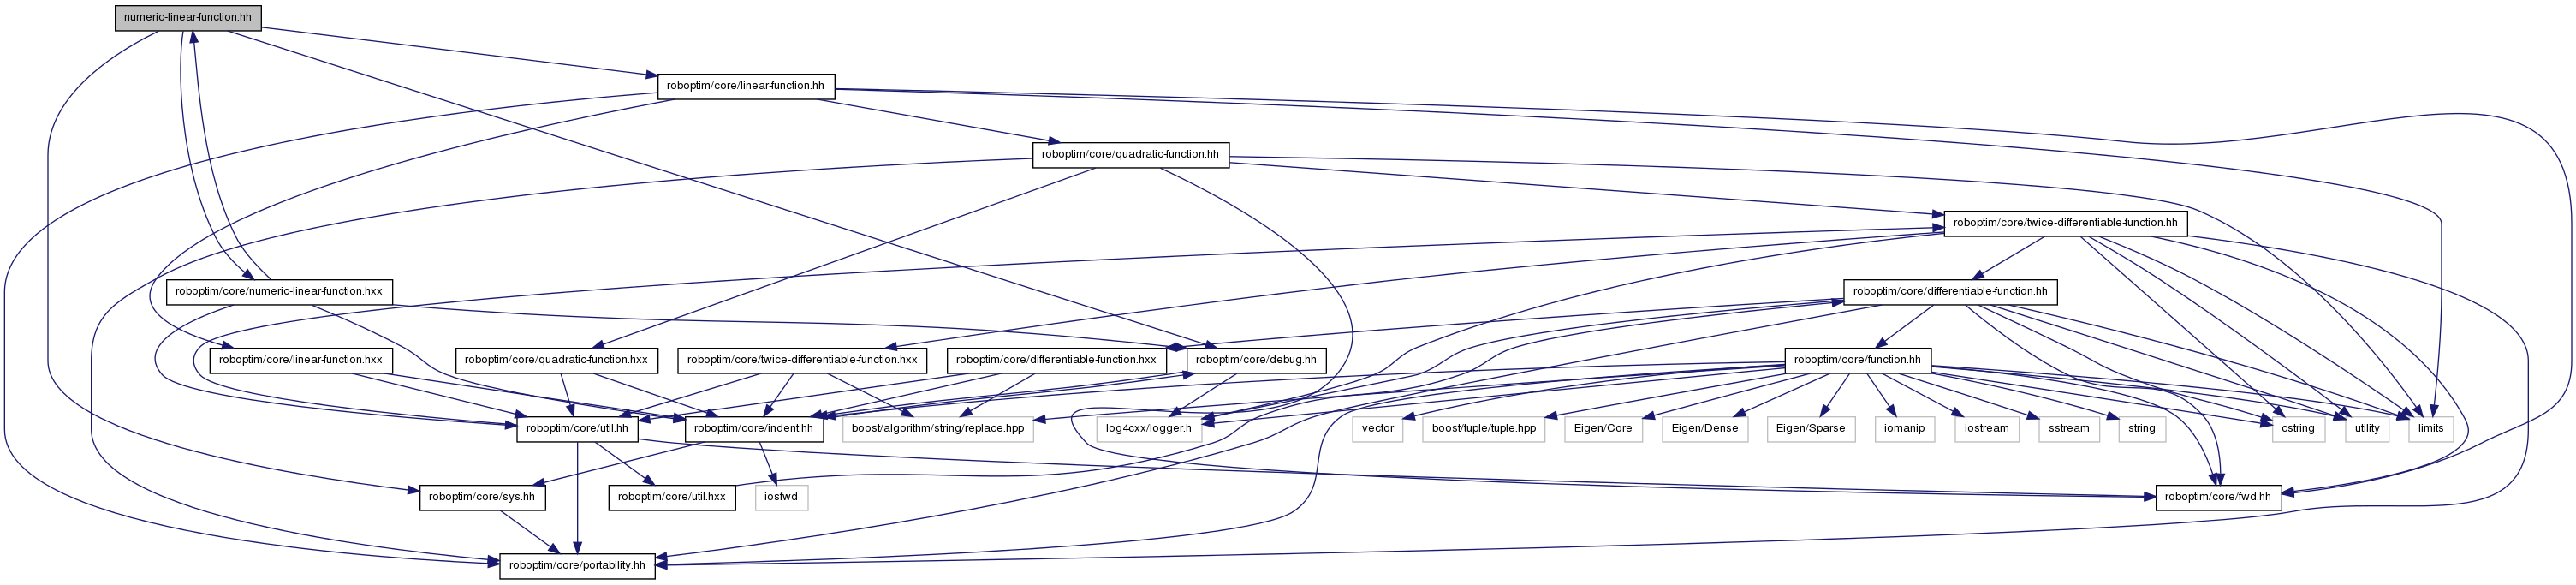 numeric-linear-function.hh
roboptim/core/linear-function.hh
roboptim/core/quadratic-function.hh
roboptim/core/twice-differentiable-function.hh
roboptim/core/numeric-linear-function.hxx
roboptim/core/differentiable-function.hh
roboptim/core/linear-function.hxx
roboptim/core/quadratic-function.hxx
roboptim/core/twice-differentiable-function.hxx
roboptim/core/differentiable-function.hxx
roboptim/core/debug.hh
roboptim/core/function.hh
roboptim/core/util.hh
roboptim/core/indent.hh
boost/algorithm/string/replace.hpp
log4cxx/logger.h
vector
boost/tuple/tuple.hpp
Eigen/Core
Eigen/Dense
Eigen/Sparse
iomanip
iostream
sstream
string
cstring
utility
limits
roboptim/core/sys.hh
roboptim/core/util.hxx
iosfwd
roboptim/core/fwd.hh
roboptim/core/portability.hh